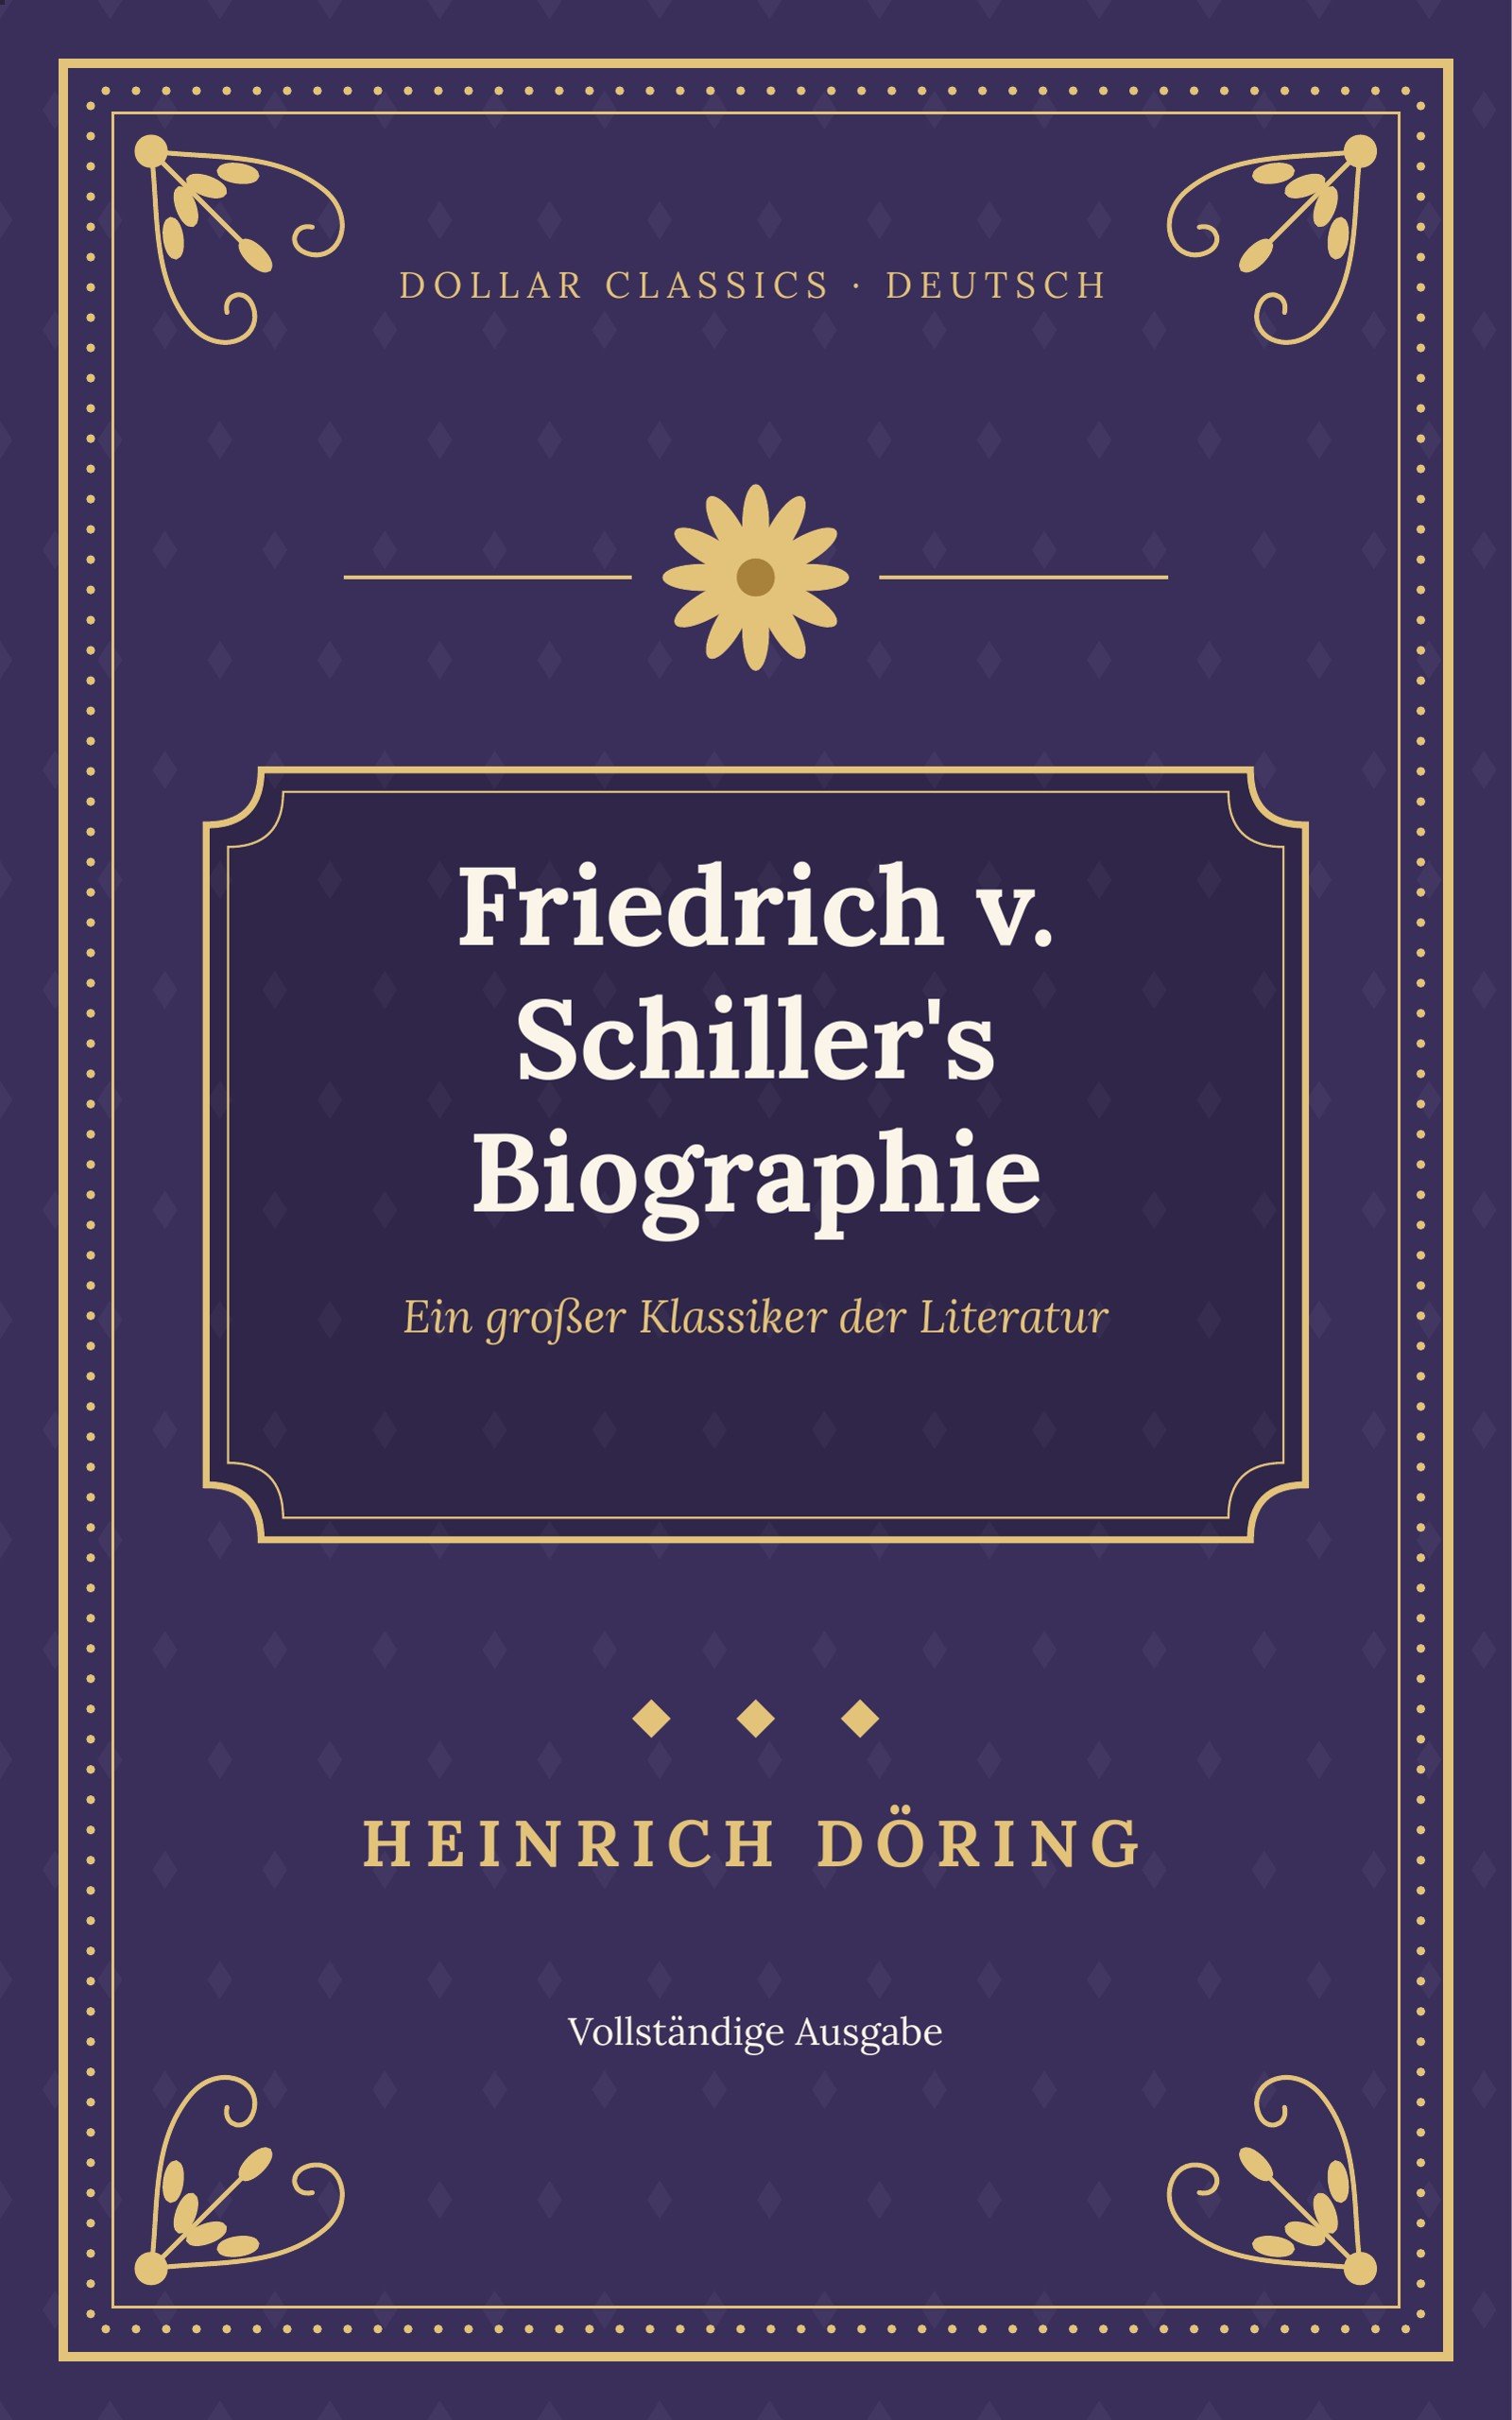 DOLLAR CLASSICS · DEUTSCH
Friedrich v.
Schiller's
Biographie
Ein großer Klassiker der Literatur
HEINRICH DÖRING
Vollständige Ausgabe